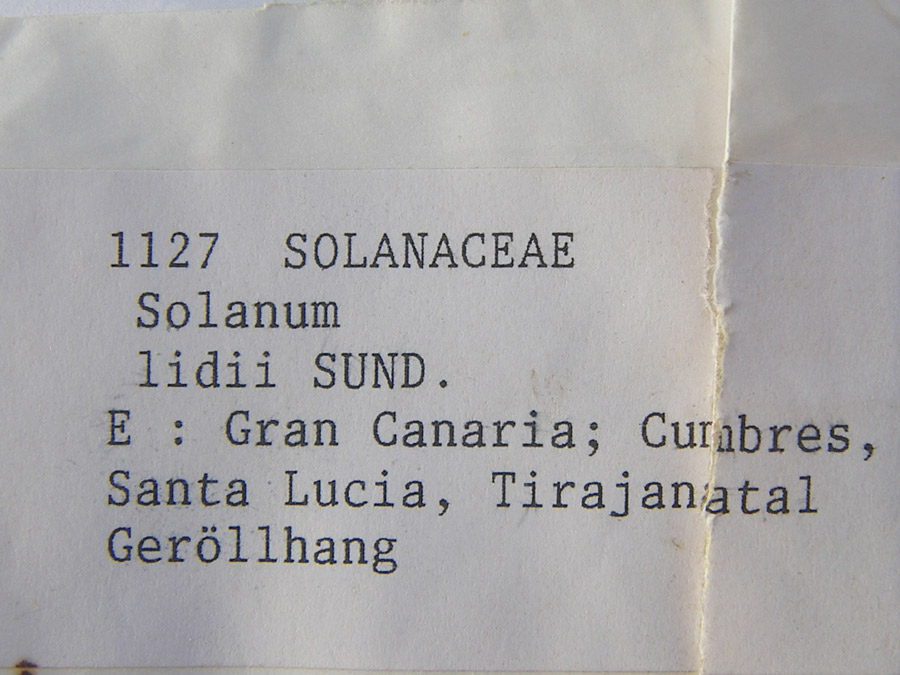 1127 SOLANACEAE
Solanum
lidii SUND.
E : Gran Canaria; Cumbres,
Santa Lucia, Tirajanatal
Geröllhang